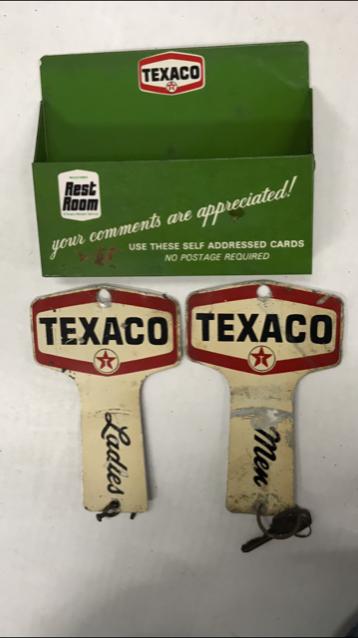 TEXACO
T
Rest
Room
your comments are appreciated!
USE THESE SELF ADDRESSED CARDS
NO POSTAGE REQUIRED
TEXACO
T
Ladies
TEXACO
T
Men